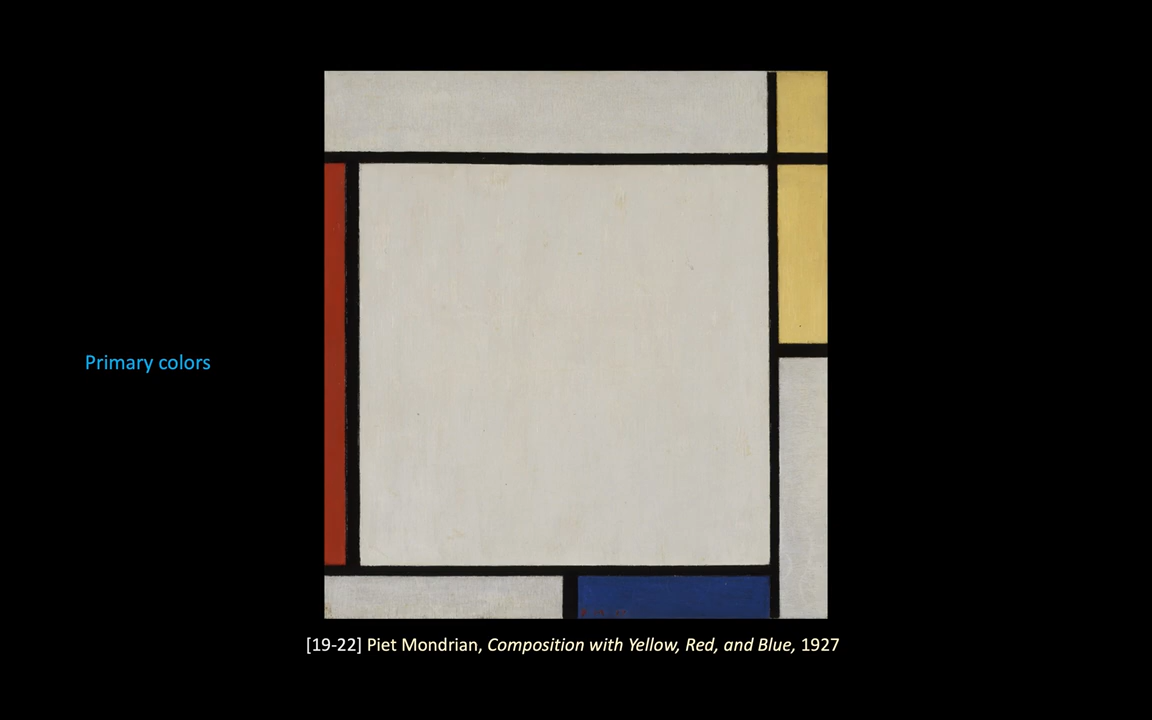 Primary colors
[19-22] Piet Mondrian, Composition with Yellow, Red, and Blue, 1927